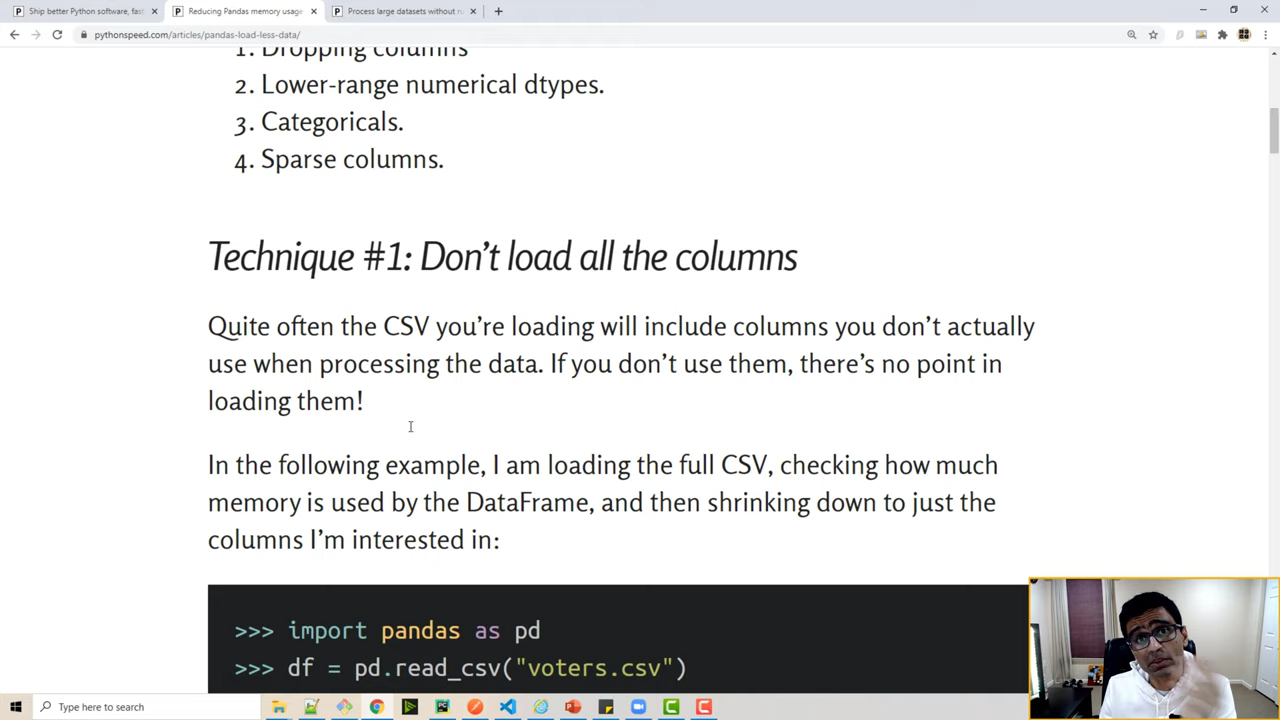 Ship better Python software, fas
Reducing Pandas memory usage
Process large datasets without ru
pythonspeed.com/articles/pandas-load-less-data/
1. Dropping columns
2. Lower-range numerical dtypes.
3. Categoricals.
4. Sparse columns.
Technique #1: Don’t load all the columns
Quite often the CSV you’re loading will include columns you don’t actually
use when processing the data. If you don’t use them, there’s no point in
loading them!
In the following example, I am loading the full CSV, checking how much
memory is used by the DataFrame, and then shrinking down to just the
columns I’m interested in:
>>> import pandas as pd
>>> df = pd.read_csv("voters.csv")
Type here to search